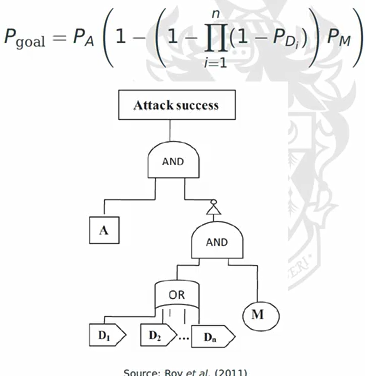 P_goal = P_A (1 − (1 − ∏_{i=1}^{n} (1 − P_{D_i})) P_M)
Attack success
AND
A
AND
OR
M
D₁ D₂ ... Dₙ
Source: Roy et al. (2011)